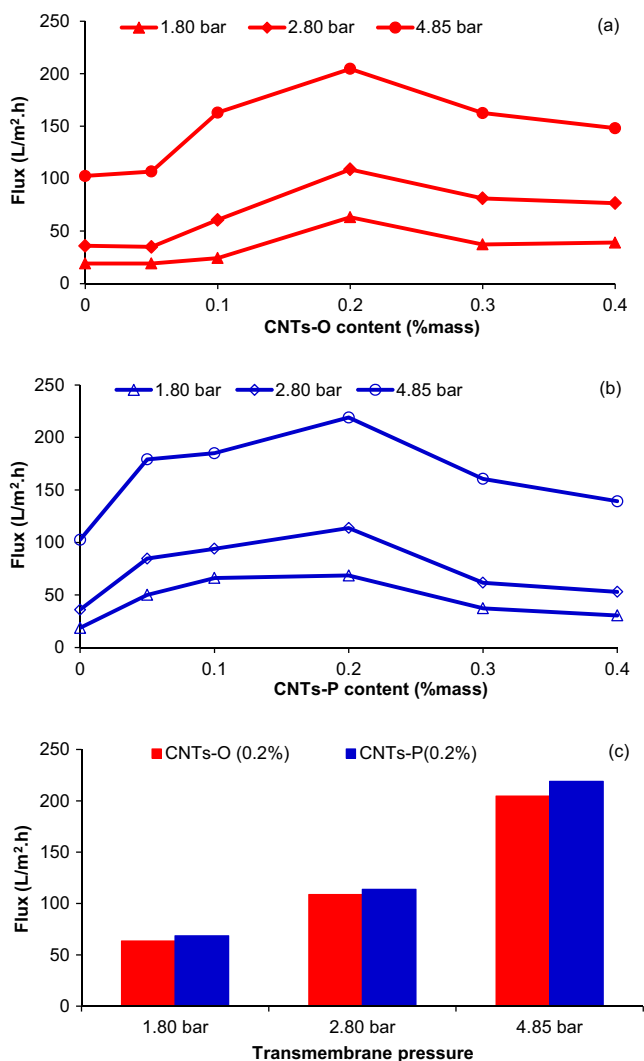 1.80 bar 2.80 bar 4.85 bar (a)
250
200
150
100
50
0
Flux (L/m².h)
0 0.1 0.2 0.3 0.4
CNTs-O content (%mass)
1.80 bar 2.80 bar 4.85 bar (b)
250
200
150
100
50
0
Flux (L/m².h)
0 0.1 0.2 0.3 0.4
CNTs-P content (%mass)
CNTs-O (0.2%) CNTs-P(0.2%) (c)
250
200
150
100
50
0
Flux (L/m².h)
1.80 bar 2.80 bar 4.85 bar
Transmembrane pressure